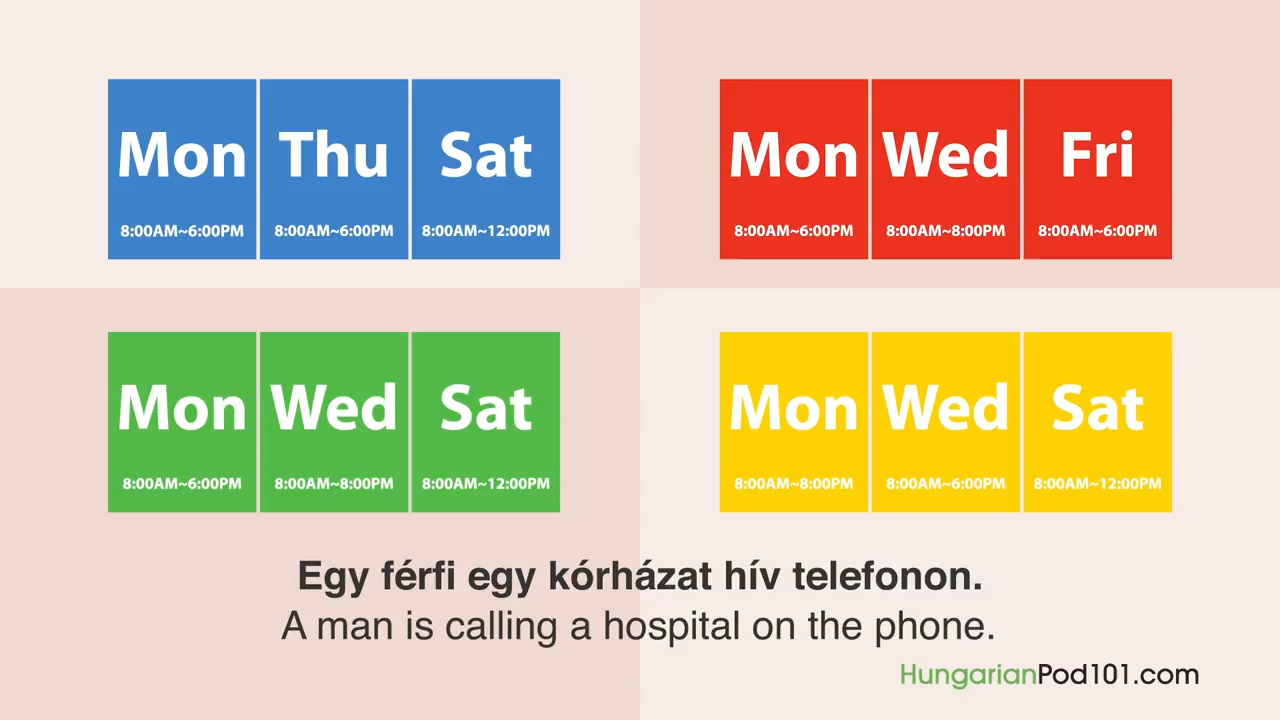 Mon Thu Sat
8:00AM~6:00PM 8:00AM~6:00PM 8:00AM~12:00PM
Mon Wed Fri
8:00AM~6:00PM 8:00AM~8:00PM 8:00AM~6:00PM
Mon Wed Sat
8:00AM~6:00PM 8:00AM~8:00PM 8:00AM~12:00PM
Mon Wed Sat
8:00AM~8:00PM 8:00AM~6:00PM 8:00AM~12:00PM
Egy férfi egy kórházat hív telefonon.
A man is calling a hospital on the phone.
HungarianPod101.com